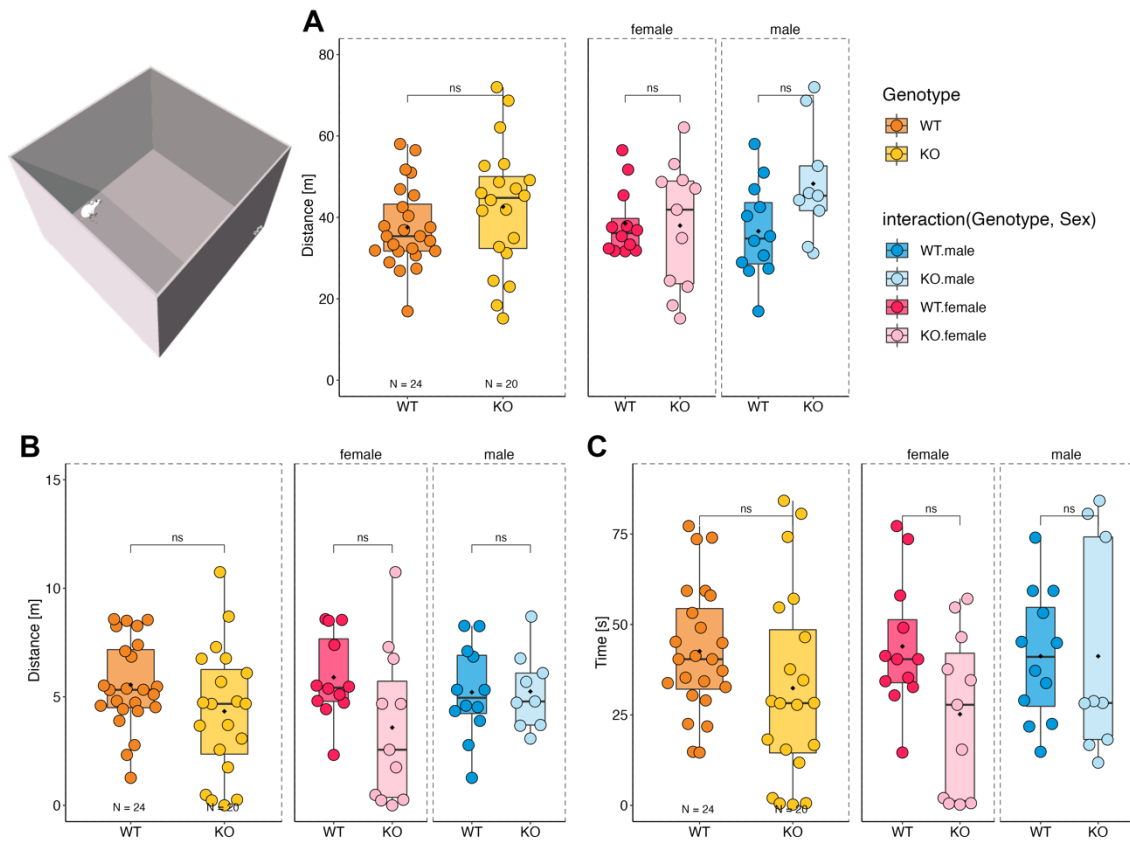 A
female
male
80
60
40
20
0
Distance [m]
ns
ns
ns
N = 24
N = 20
WT
KO
WT
KO
WT
KO
Genotype
WT
KO
interaction(Genotype, Sex)
WT.male
KO.male
WT.female
KO.female
B
female
male
15
10
5
0
Distance [m]
ns
ns
ns
N = 24
N = 20
WT
KO
WT
KO
WT
KO
C
female
male
75
50
25
0
Time [s]
ns
ns
ns
N = 24
N = 20
WT
KO
WT
KO
WT
KO